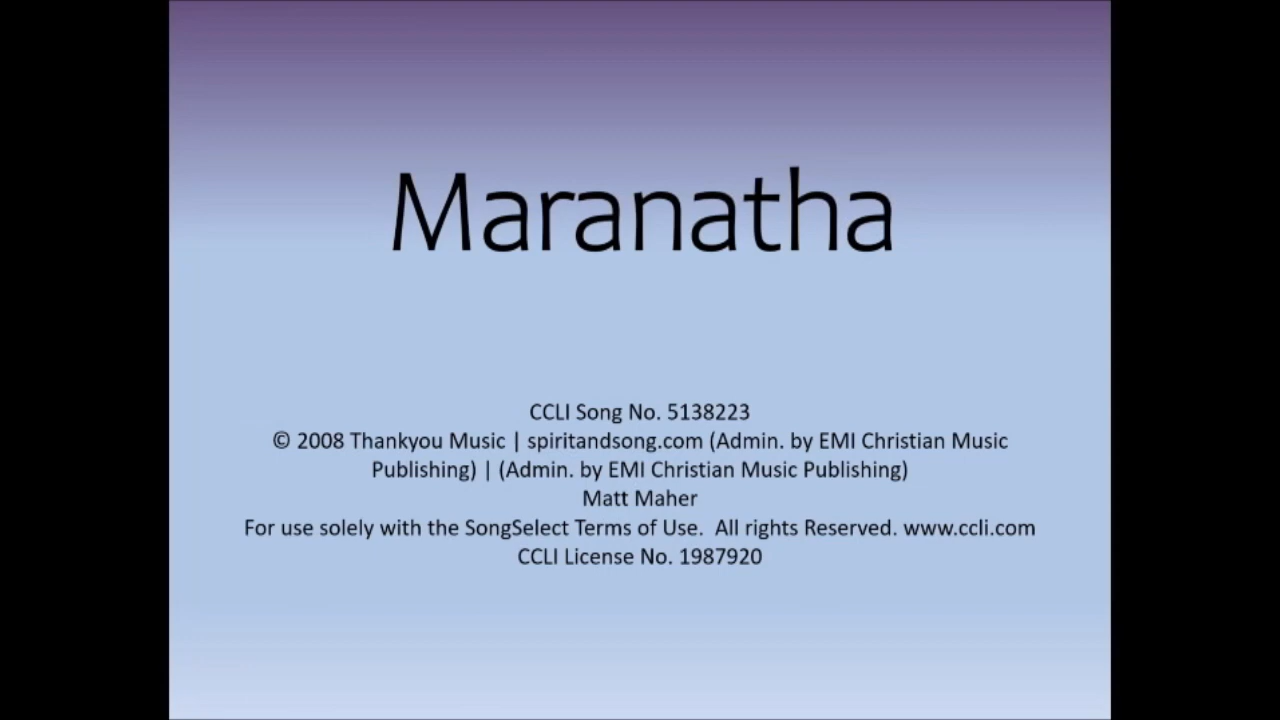 Maranatha
CCLI Song No. 5138223
© 2008 Thankyou Music | spiritandsong.com (Admin. by EMI Christian Music
Publishing) | (Admin. by EMI Christian Music Publishing)
Matt Maher
For use solely with the SongSelect Terms of Use.  All rights Reserved. www.ccli.com
CCLI License No. 1987920